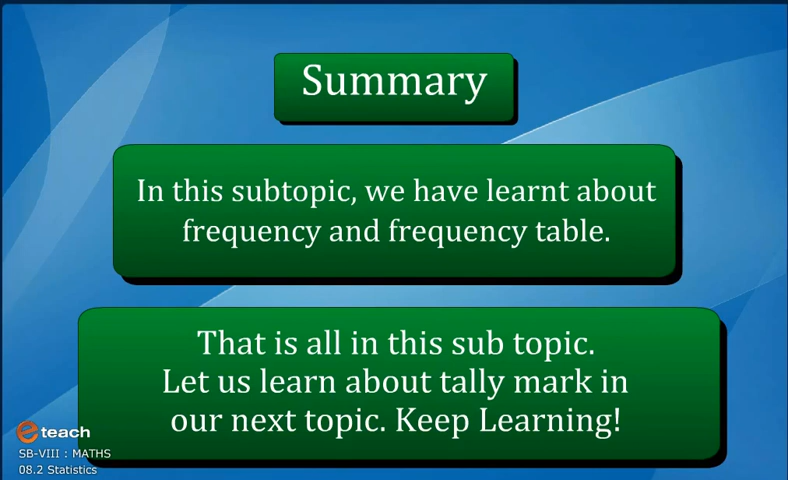 Summary
In this subtopic, we have learnt about
frequency and frequency table.
That is all in this sub topic.
Let us learn about tally mark in
our next topic. Keep Learning!
eteach
SB-VIII : MATHS
08.2 Statistics